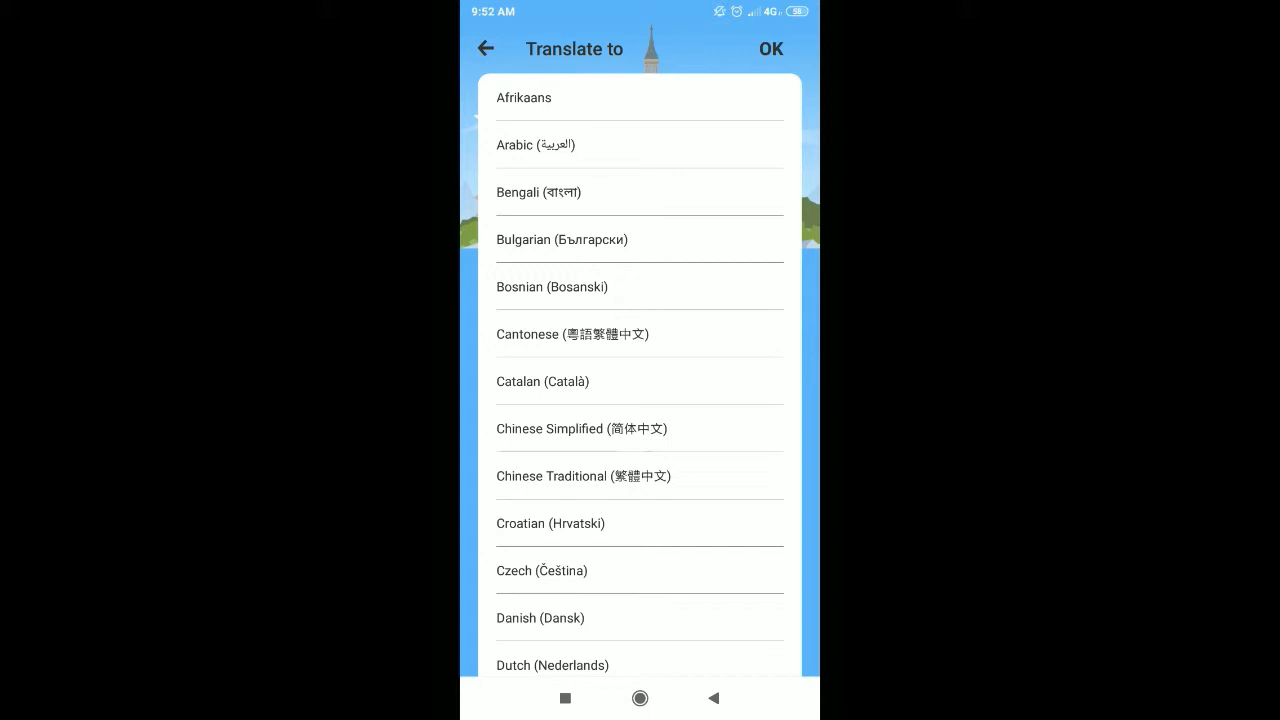 9:52 AM 4G 58
Translate to OK
Afrikaans
Arabic (العربية)
Bengali (বাংলা)
Bulgarian (Български)
Bosnian (Bosanski)
Cantonese (粵語繁體中文)
Catalan (Català)
Chinese Simplified (简体中文)
Chinese Traditional (繁體中文)
Croatian (Hrvatski)
Czech (Čeština)
Danish (Dansk)
Dutch (Nederlands)